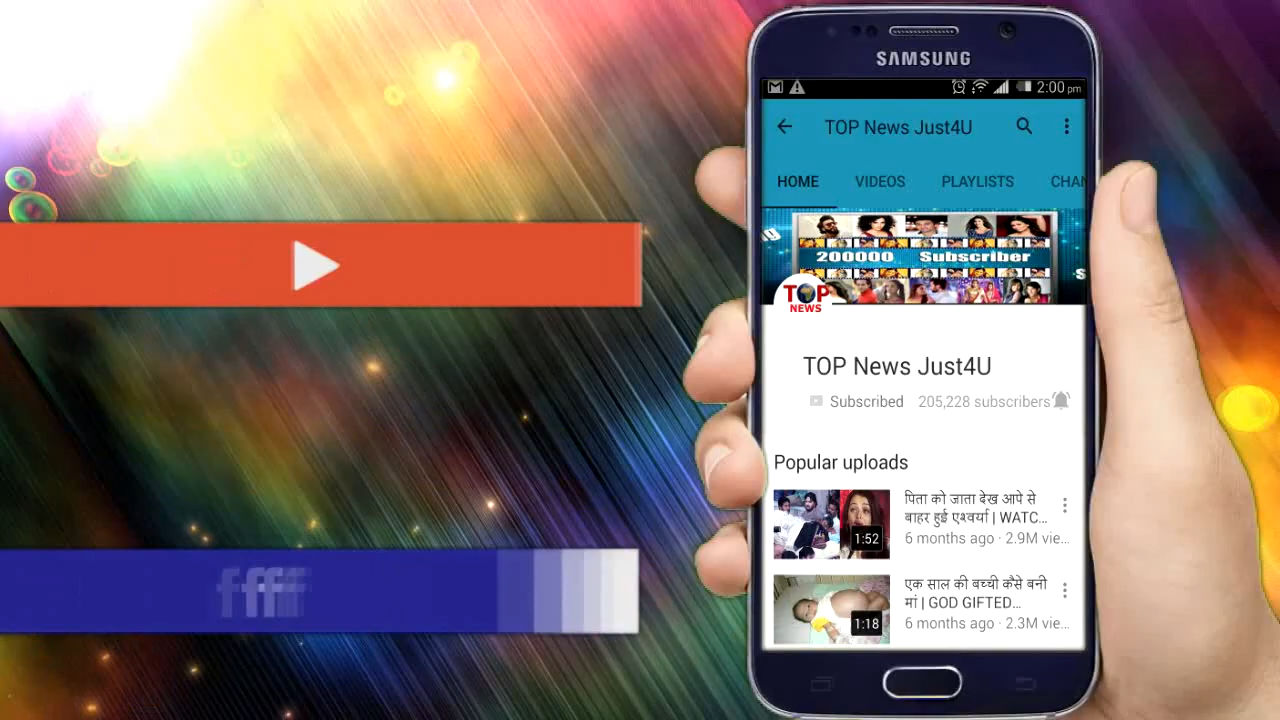 SAMSUNG
2:00 pm
TOP News Just4U
HOME VIDEOS PLAYLISTS CHAN
200000 Subscriber
TOP
NEWS
TOP News Just4U
Subscribed 205,228 subscribers
Popular uploads
पिता को जाता देख आपे से
बाहर हुई एश्वर्या | WATC...
6 months ago · 2.9M vie...
1:52
एक साल की बच्ची कैसे बनी
मां | GOD GIFTED...
6 months ago · 2.3M vie...
1:18